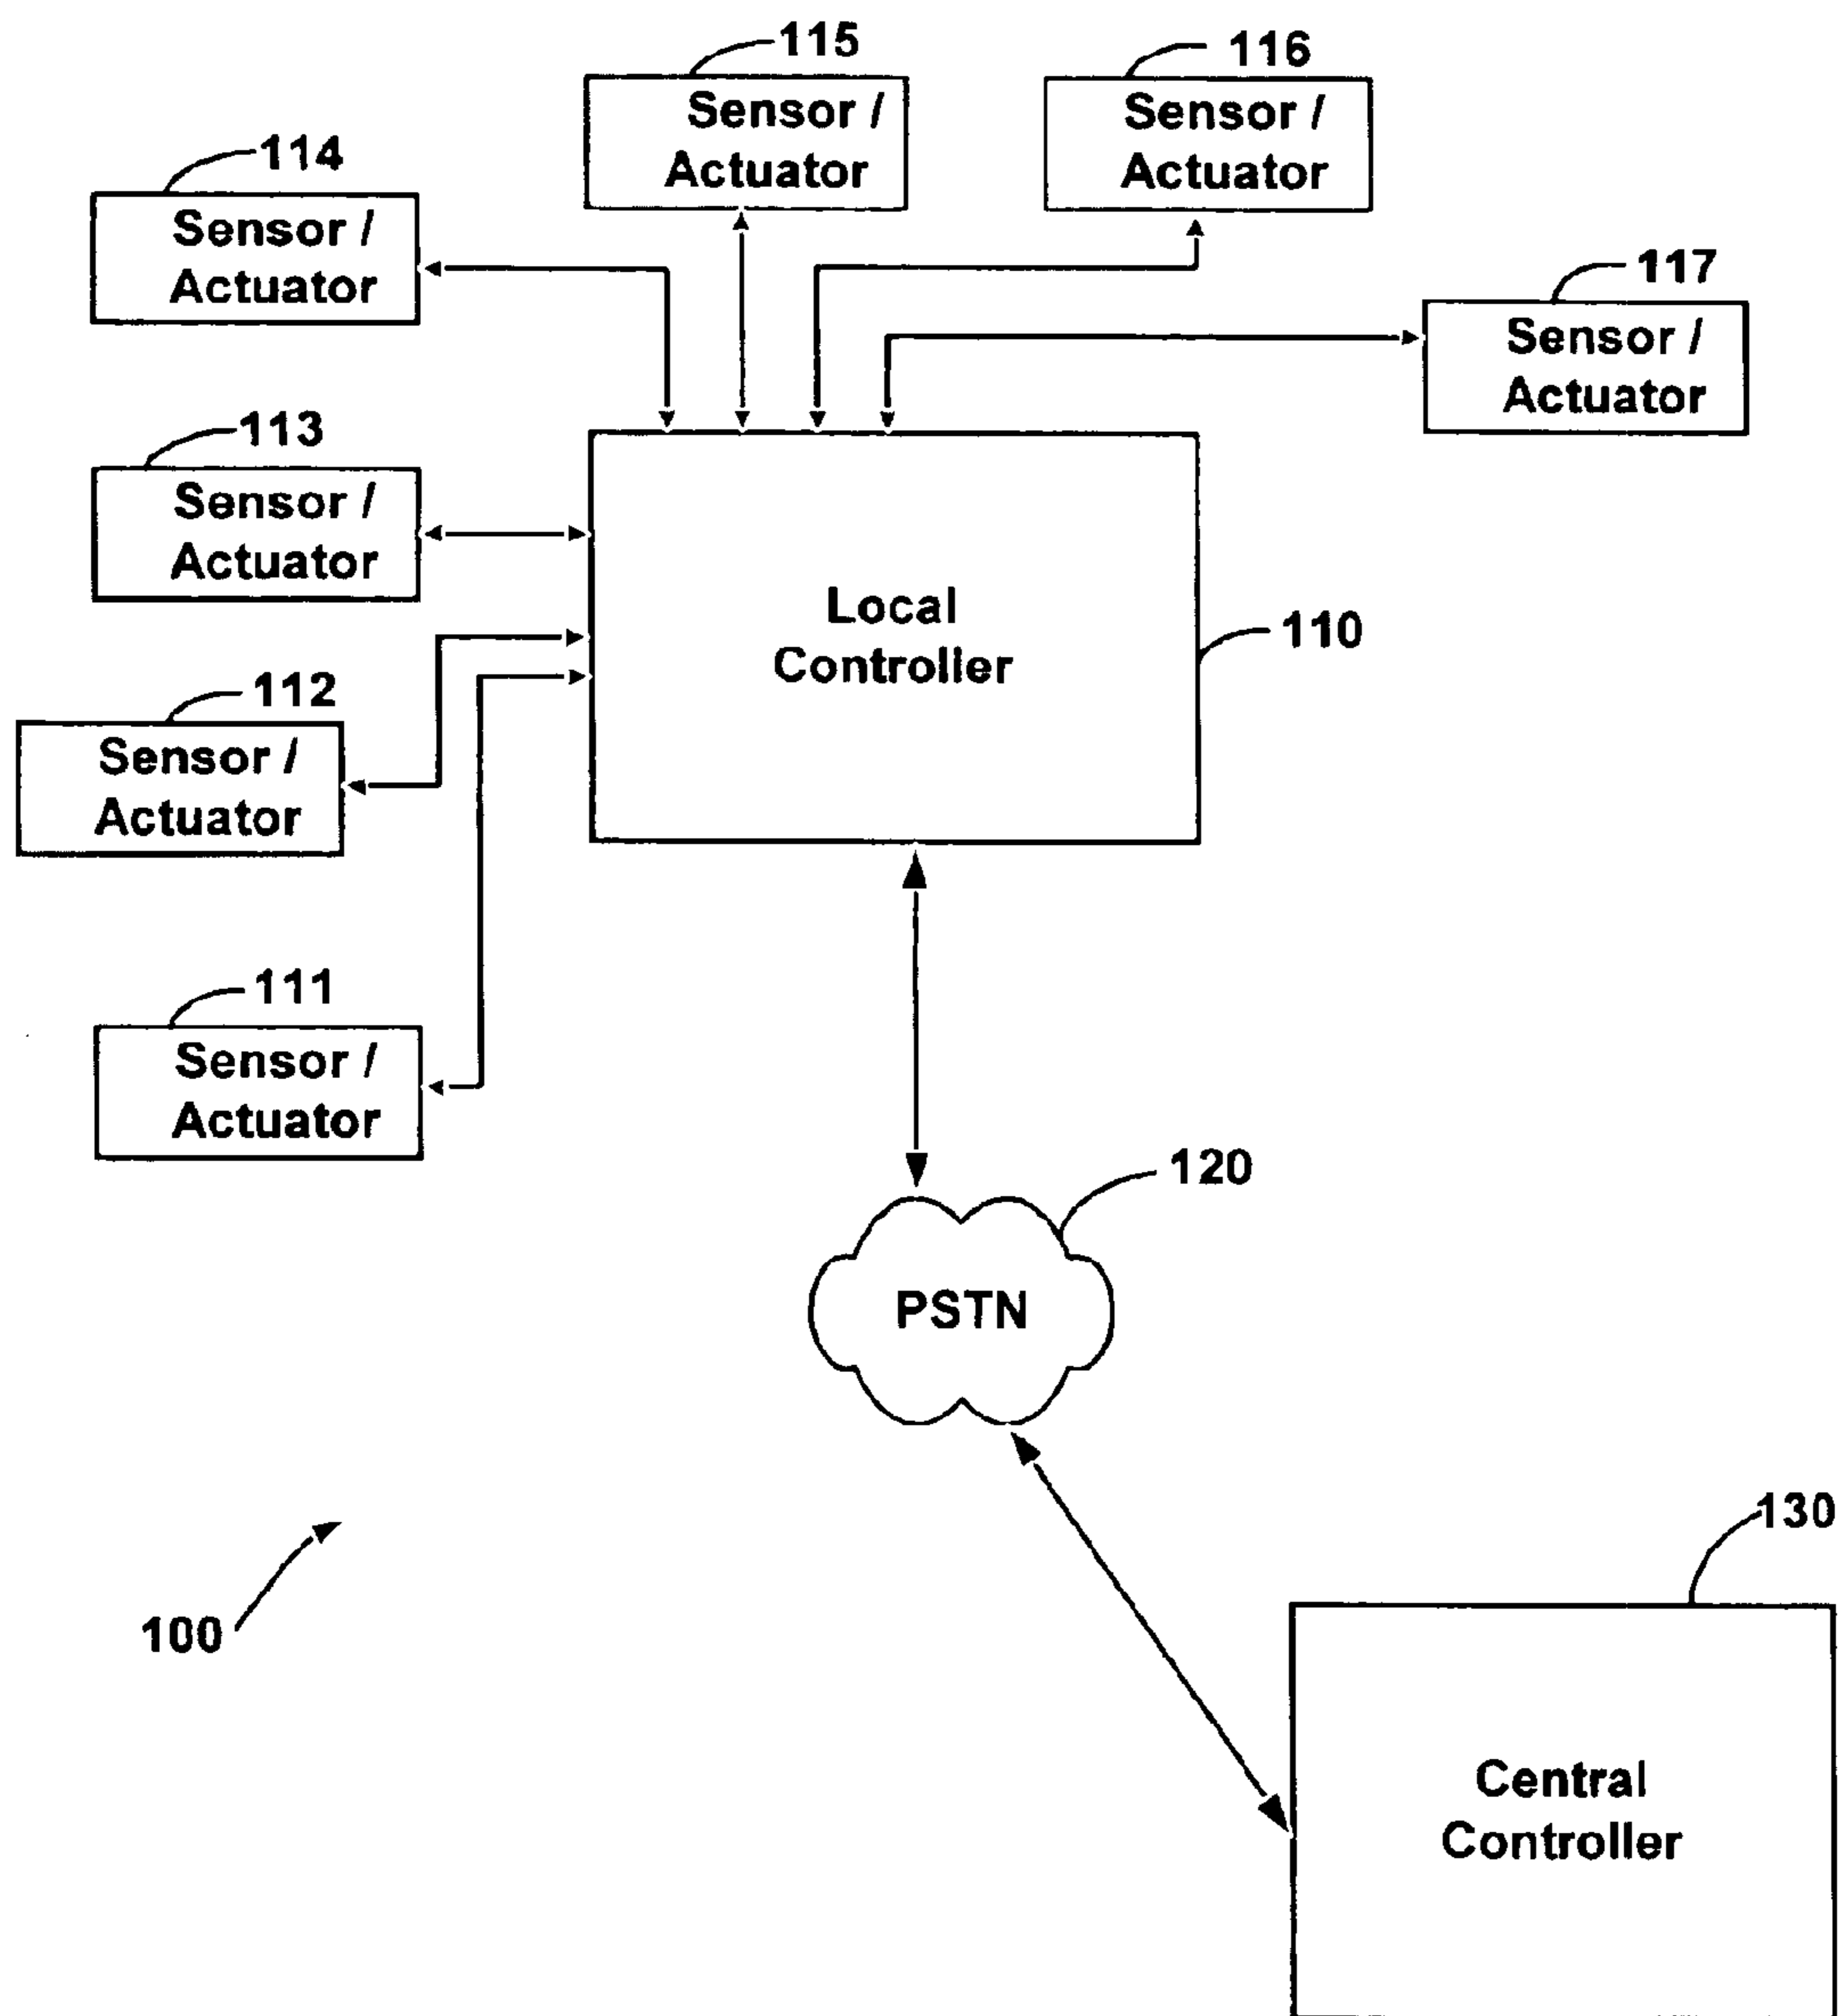 115
Sensor /
Actuator
116
Sensor /
Actuator
114
Sensor /
Actuator
117
Sensor /
Actuator
113
Sensor /
Actuator
Local
Controller
110
112
Sensor /
Actuator
111
Sensor /
Actuator
120
PSTN
130
100
Central
Controller